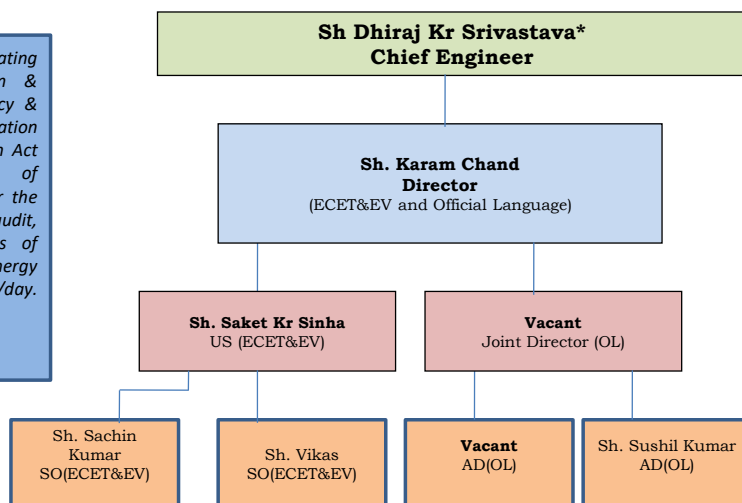 ating
n &
cy &
ation
n Act
of
r the
audit,
s of
nergy
/day.
Sh Dhiraj Kr Srivastava*
Chief Engineer
Sh. Karam Chand
Director
(ECET&EV and Official Language)
Sh. Saket Kr Sinha
US (ECET&EV)
Vacant
Joint Director (OL)
Sh. Sachin
Kumar
SO(ECET&EV)
Sh. Vikas
SO(ECET&EV)
Vacant
AD(OL)
Sh. Sushil Kumar
AD(OL)